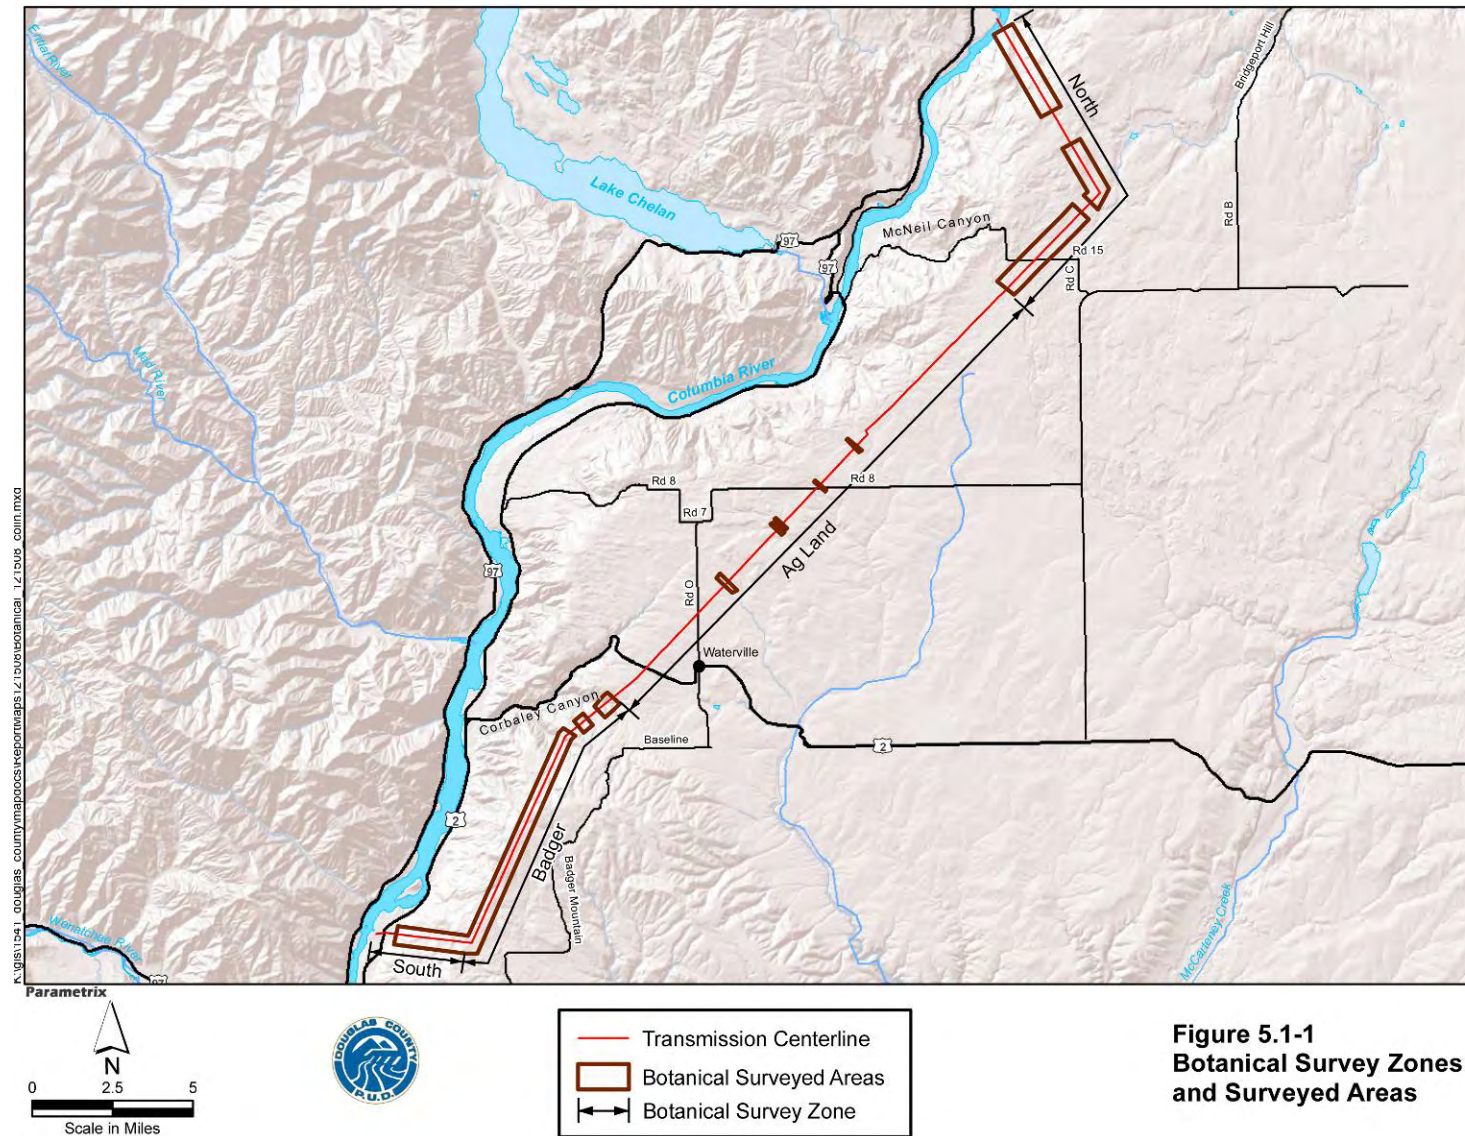 Entiat River
Bridgeport Hill
North
Lake Chelan
Rd B
McNeil Canyon
97
Rd 15
97
Rd C
Mad River
Columbia River
Rd 8
Rd 8
Rd 7
Ag Land
97
Rd O
Waterville
Corbaley Canyon
Baseline
2
2
Badger
Badger Mountain
McCarteney Creek
Wenatchee River
South
97
Parametrix
N
0 2.5 5
Scale in Miles
DOUGLAS COUNTY
P.U.D.
Transmission Centerline
Botanical Surveyed Areas
Botanical Survey Zone
Figure 5.1-1
Botanical Survey Zones
and Surveyed Areas